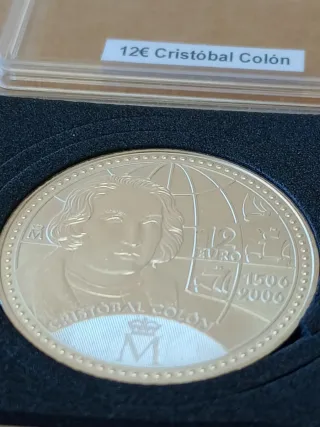 12€ Cristóbal Colón
M
12
EURO
1506
2006
CRISTÓBAL COLÓN
M